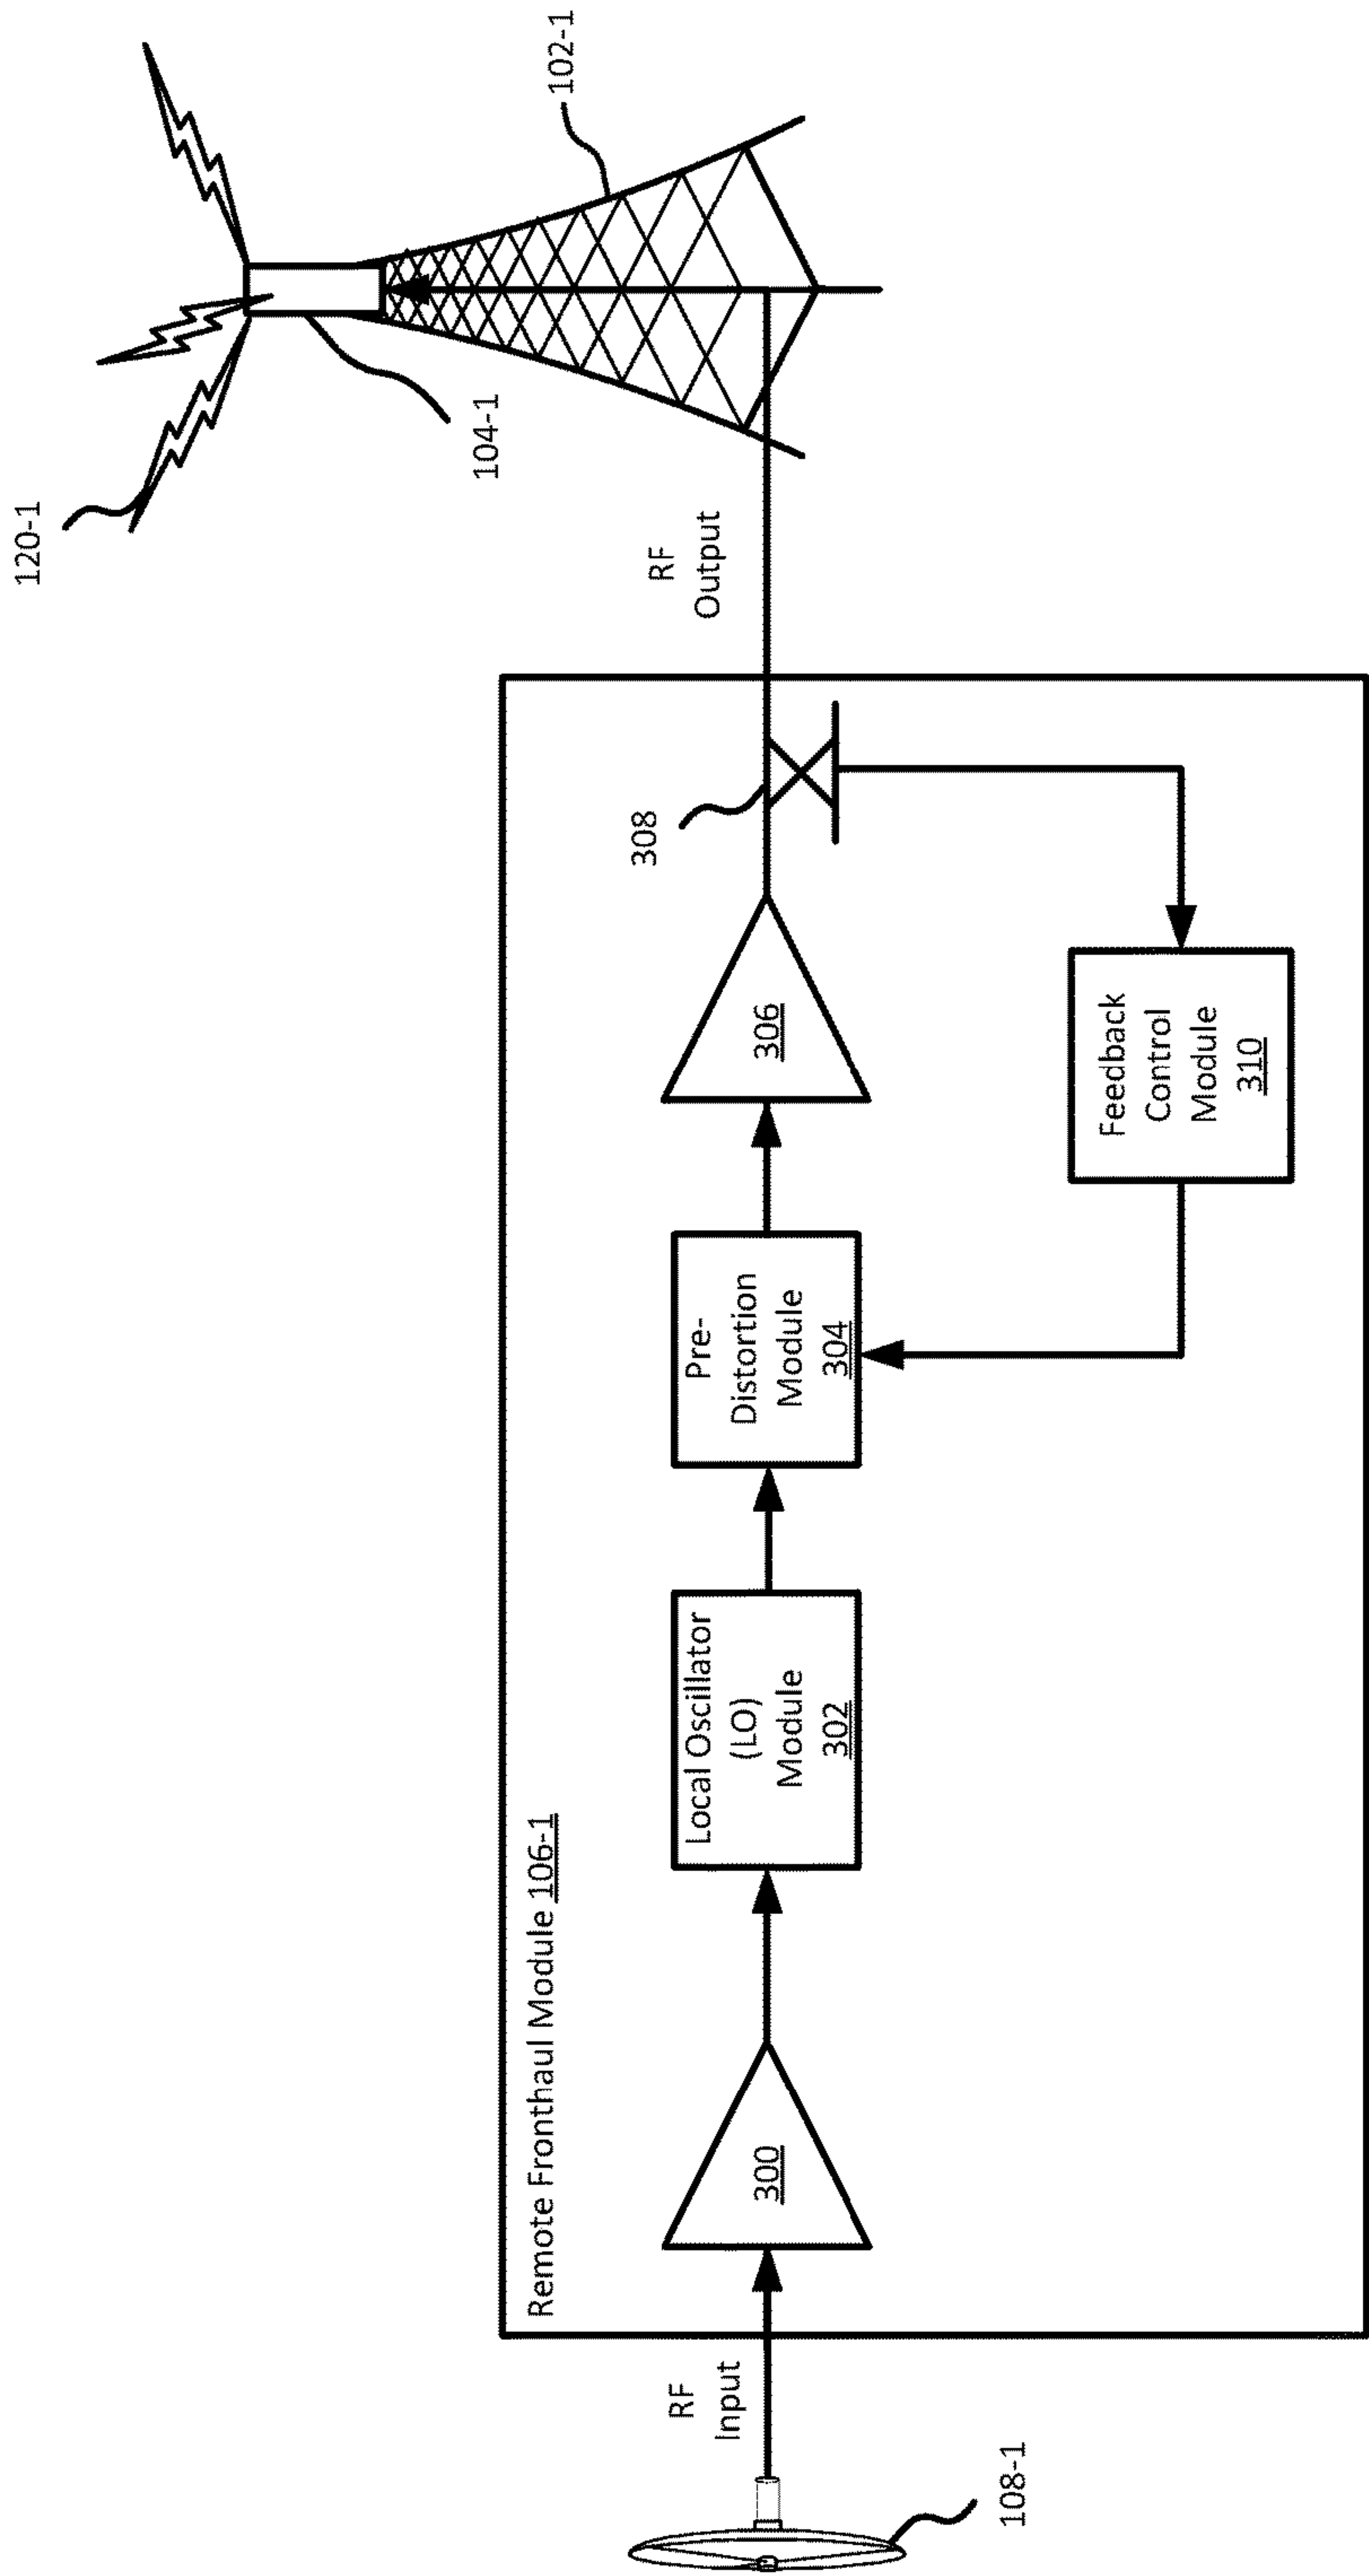 120-1
102-1
104-1
RF
Output
Remote Fronthaul Module 106-1
308
RF
Input
300
Local Oscillator
(LO)
Module
302
Pre-
Distortion
Module
304
306
Feedback
Control
Module
310
108-1